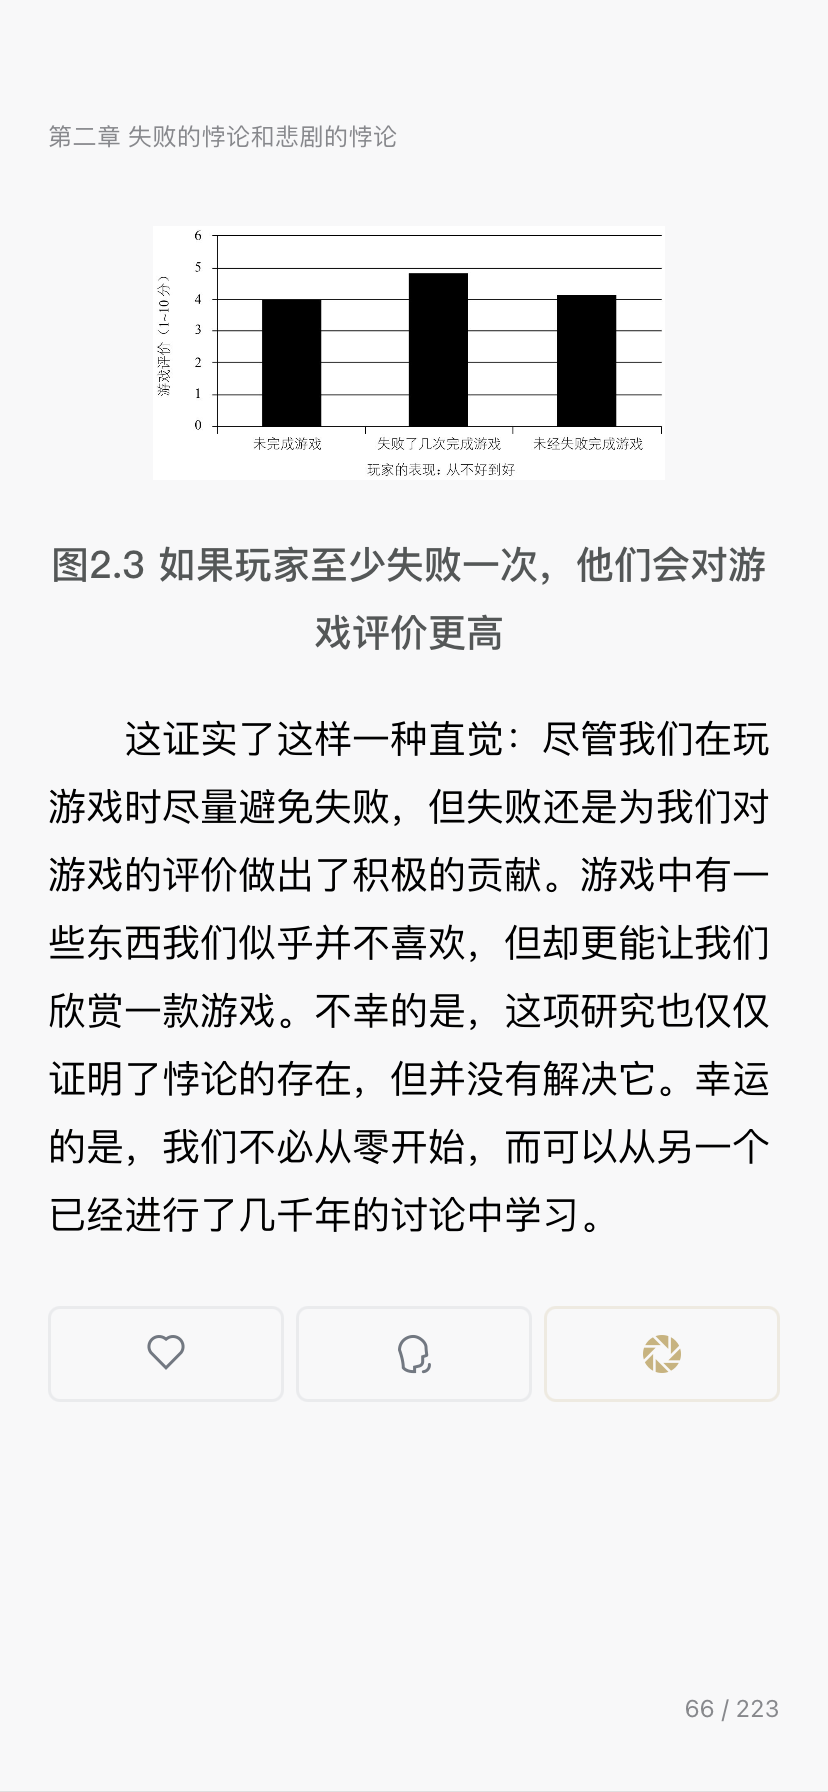 第二章 失败的悖论和悲剧的悖论
6
5
4
3
2
1
0
游戏评价（1~10 分）
未完成游戏 失败了几次完成游戏 未经失败完成游戏
玩家的表现：从不好到好
图2.3 如果玩家至少失败一次，他们会对游
戏评价更高
这证实了这样一种直觉：尽管我们在玩
游戏时尽量避免失败，但失败还是为我们对
游戏的评价做出了积极的贡献。游戏中有一
些东西我们似乎并不喜欢，但却更能让我们
欣赏一款游戏。不幸的是，这项研究也仅仅
证明了悖论的存在，但并没有解决它。幸运
的是，我们不必从零开始，而可以从另一个
已经进行了几千年的讨论中学习。
66 / 223